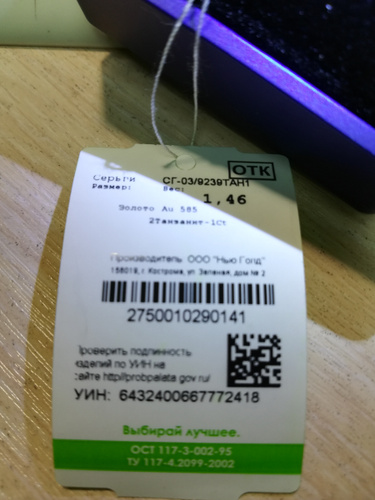 ОТК
Серьги СГ-03/9239ТАН1
Размер: Вес:
1,46
Золото Au 585
2Танзанит-1Ct
Производитель ООО "Нью Голд"
156019, г. Кострома, ул. Зеленая, дом № 2
2750010290141
Проверить подлинность
изделий по УИН на
сайте http//probpalata.gov.ru/
УИН: 6432400667772418
Выбирай лучшее.
ОСТ 117-3-002-95
ТУ 117-4.2099-2002